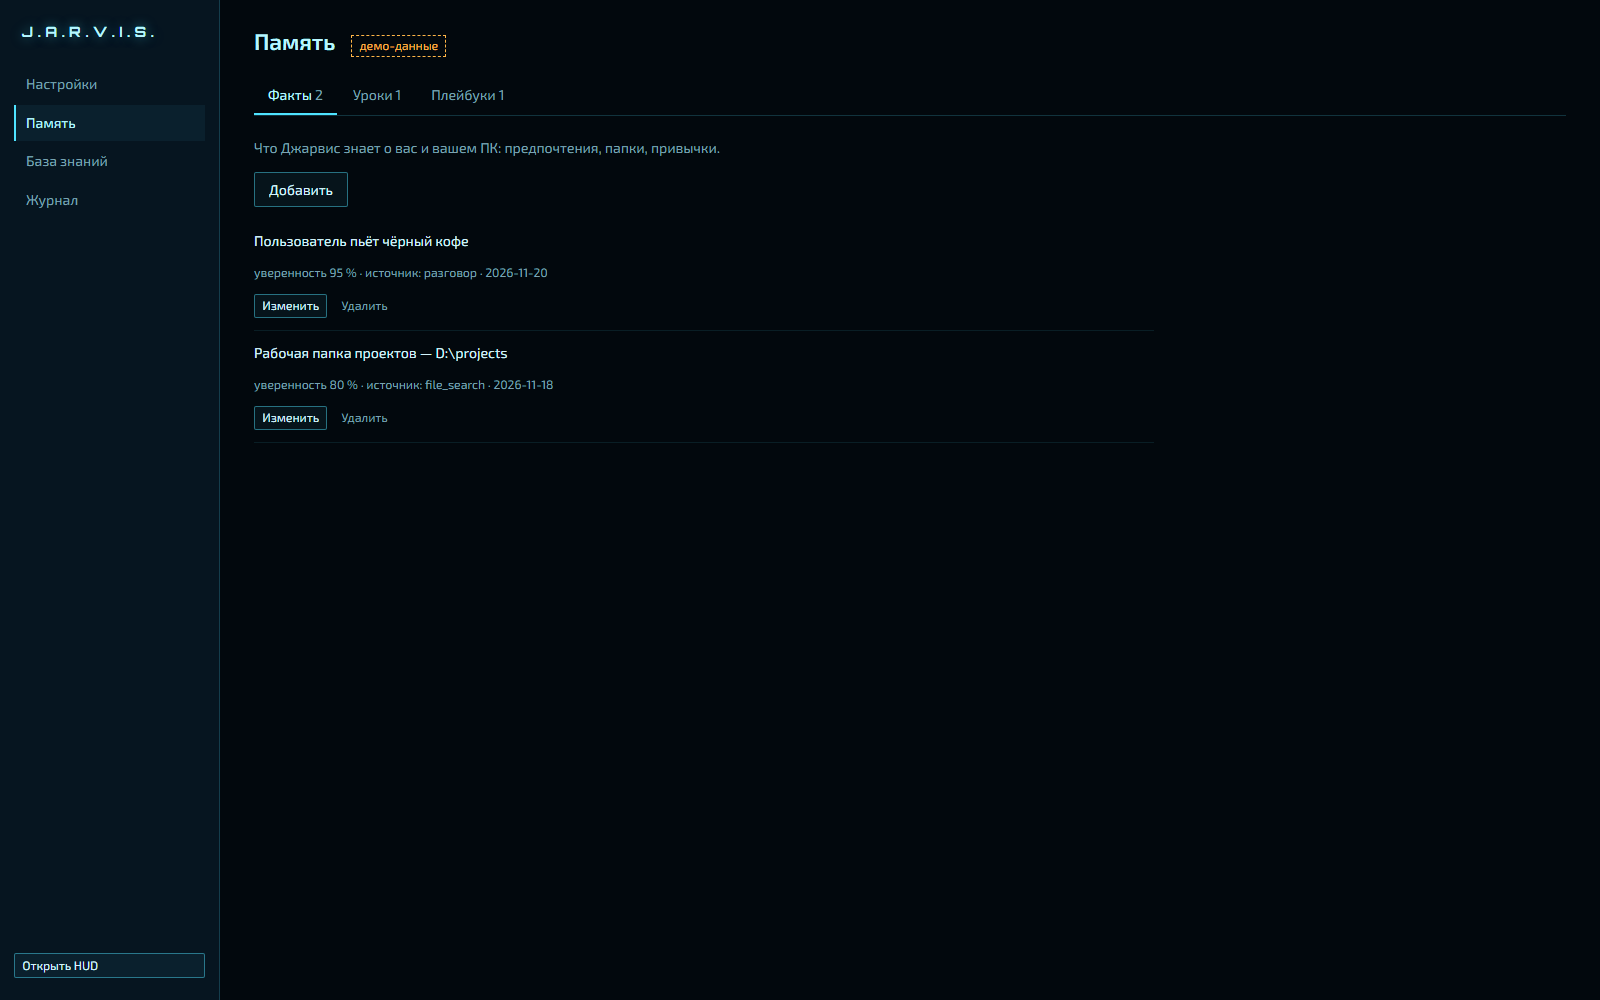 J.A.R.V.I.S.
Настройки
Память
База знаний
Журнал
Открыть HUD
Память
демо-данные
Факты 2
Уроки 1
Плейбуки 1
Что Джарвис знает о вас и вашем ПК: предпочтения, папки, привычки.
Добавить
Пользователь пьёт чёрный кофе
уверенность 95 % · источник: разговор · 2026-11-20
Изменить
Удалить
Рабочая папка проектов — D:\projects
уверенность 80 % · источник: file_search · 2026-11-18
Изменить
Удалить